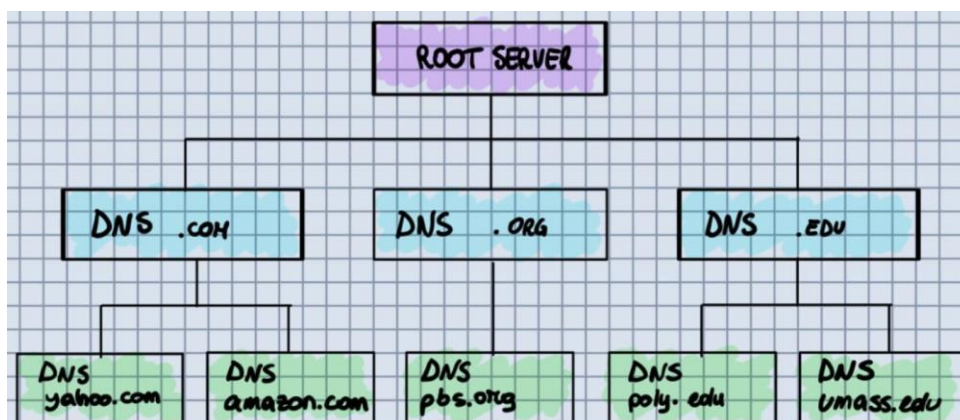 ROOT SERVER
DNS .COM
DNS .ORG
DNS .EDU
DNS
yahoo.com
DNS
amazon.com
DNS
pbs.org
DNS
poly.edu
DNS
umass.edu